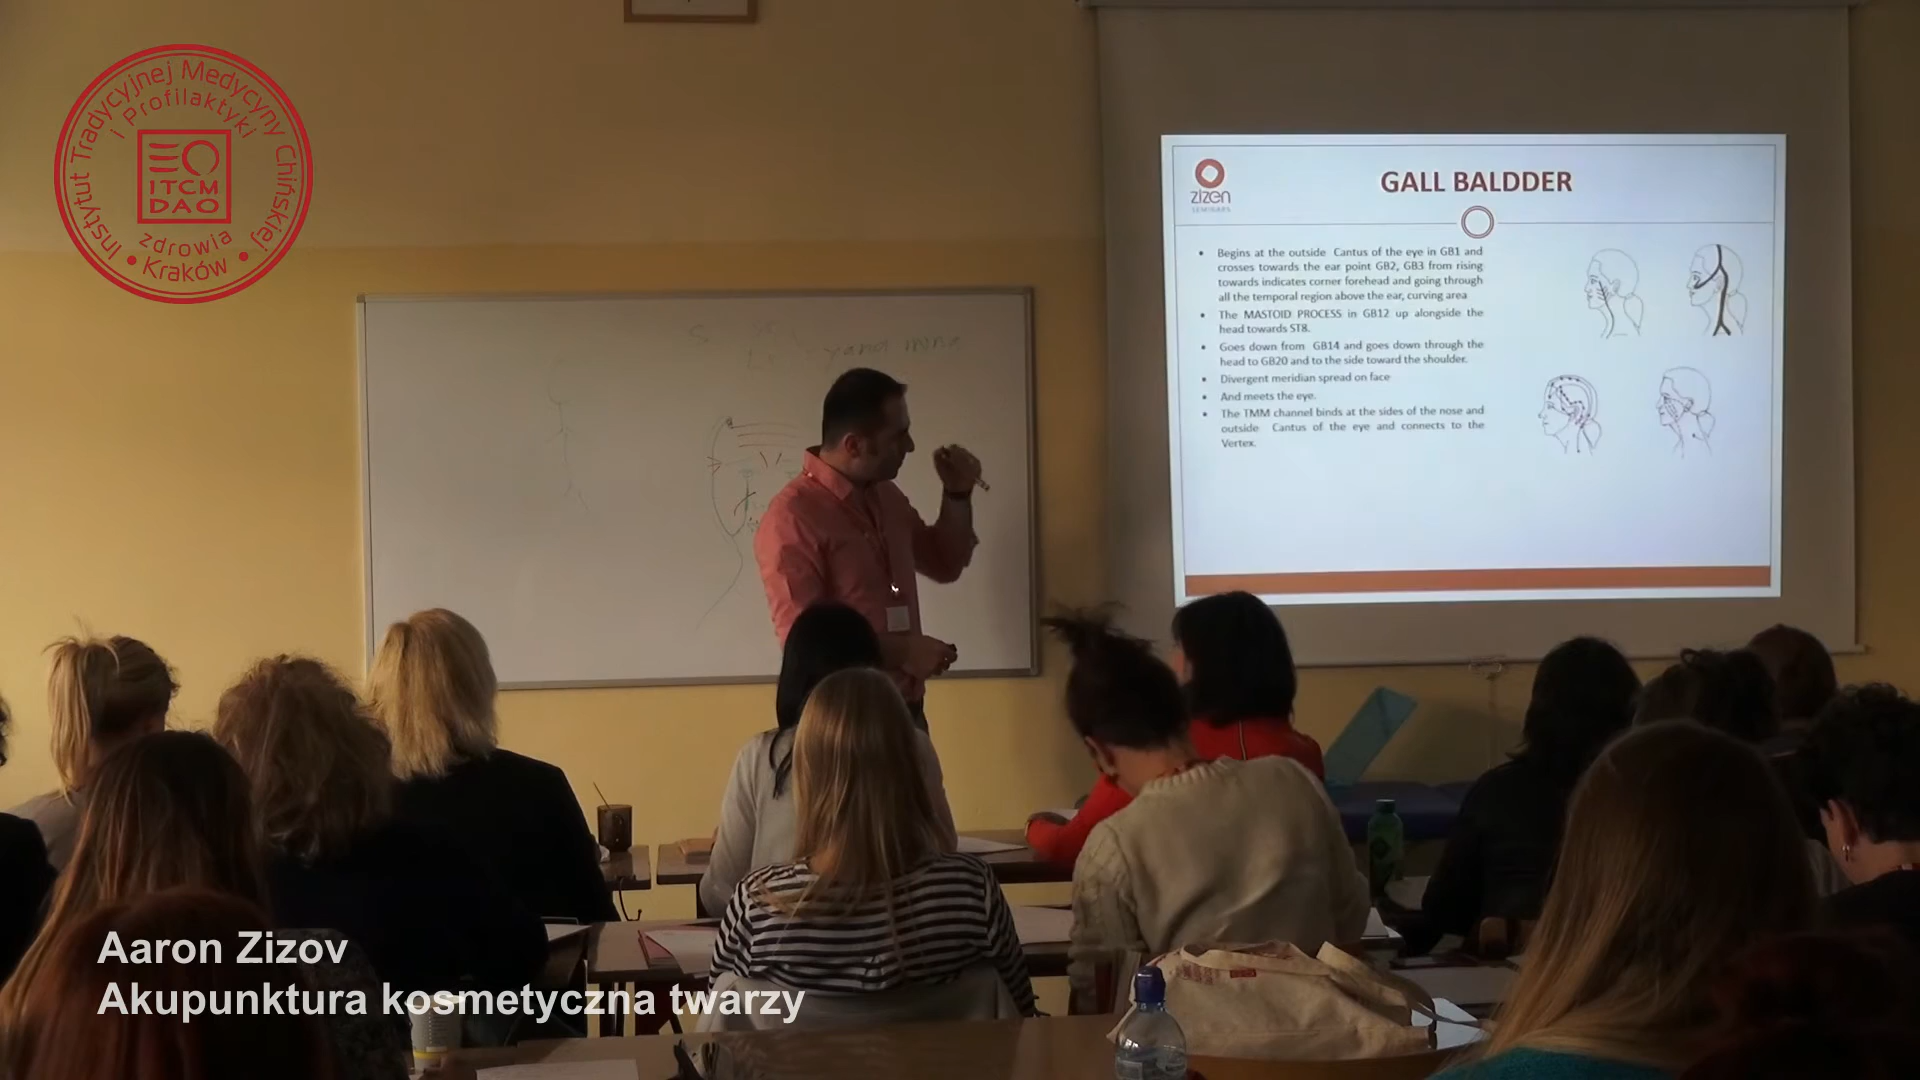 Instytut Tradycyjnej Medycyny Chińskiej
i Profilaktyki
ITCM
DAO
zdrowia
Kraków
zizen
SEMINARS
GALL BALDDER
Begins at the outside Cantus of the eye in GB1 and
crosses towards the ear point GB2, GB3 from rising
towards indicates corner forehead and going through
all the temporal region above the ear, curving area
The MASTOID PROCESS in GB12 up alongside the
head towards ST8.
Goes down from GB14 and goes down through the
head to GB20 and to the side toward the shoulder.
Divergent meridian spread on face
And meets the eye.
The TMM channel binds at the sides of the nose and
outside Cantus of the eye and connects to the
Vertex.
Aaron Zizov
Akupunktura kosmetyczna twarzy